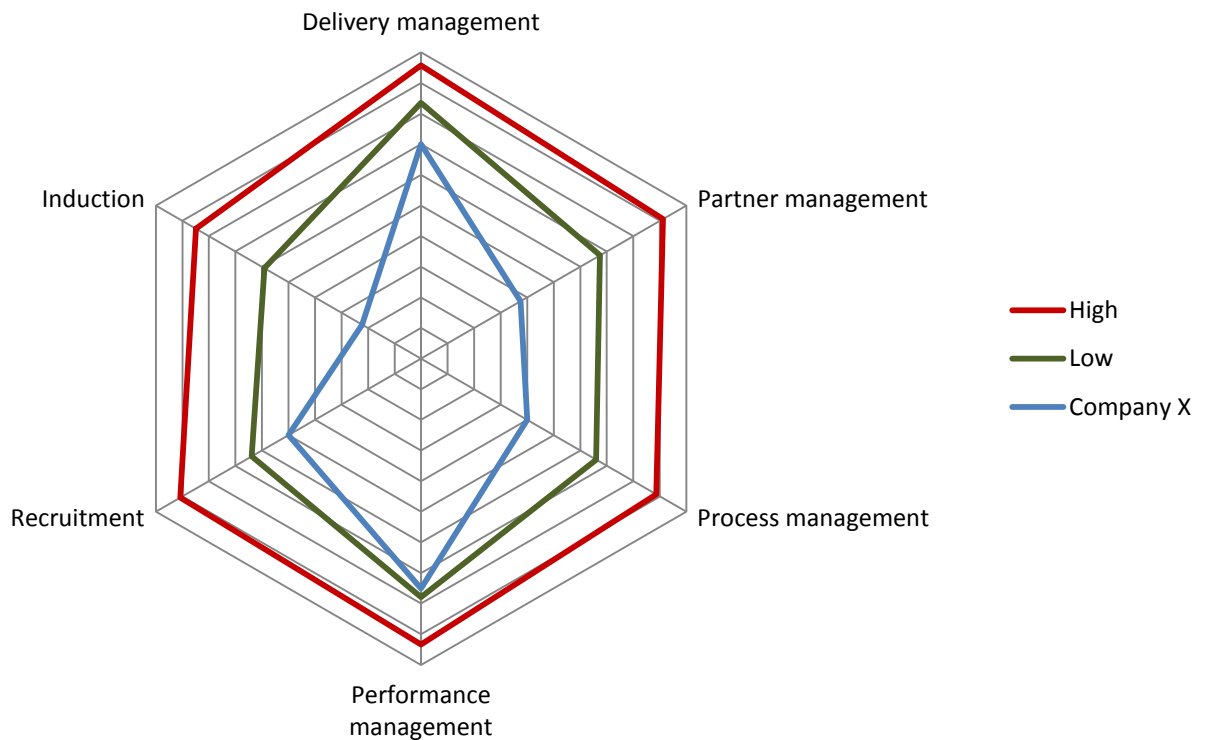 Delivery management
Induction
Partner management
High
Low
Company X
Recruitment
Process management
Performance
management